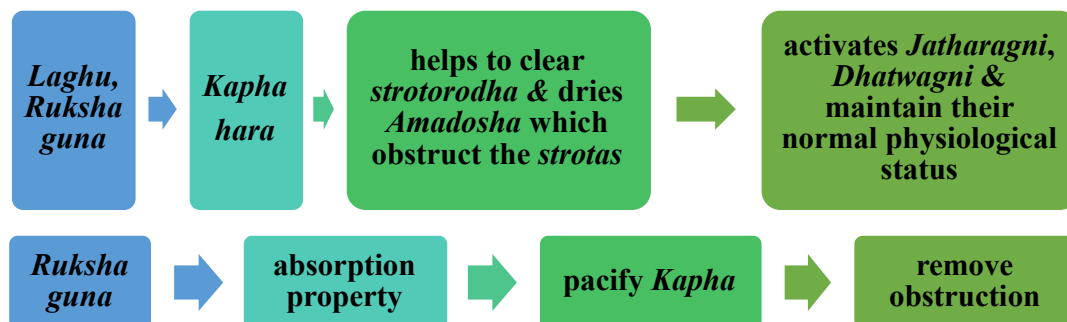 Laghu,
Ruksha
guna
Kapha
hara
helps to clear
strotorodha & dries
Amadosha which
obstruct the strotas
activates Jatharagni,
Dhatwagni &
maintain their
normal physiological
status
Ruksha
guna
absorption
property
pacify Kapha
remove
obstruction